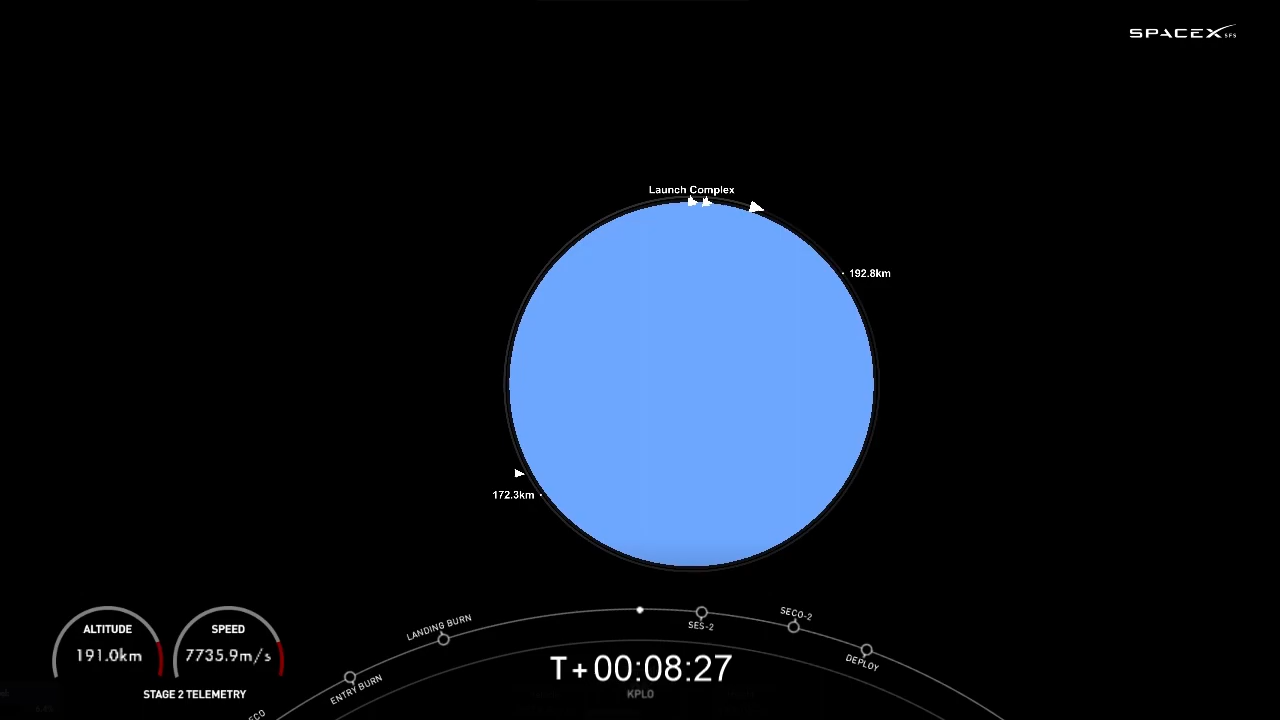 SPACEX SFS
Launch Complex
192.8km
172.3km
ALTITUDE
191.0km
SPEED
7735.9m/s
STAGE 2 TELEMETRY
ENTRY BURN
LANDING BURN
SES-2
SECO-2
DEPLOY
T+00:08:27
KPLO